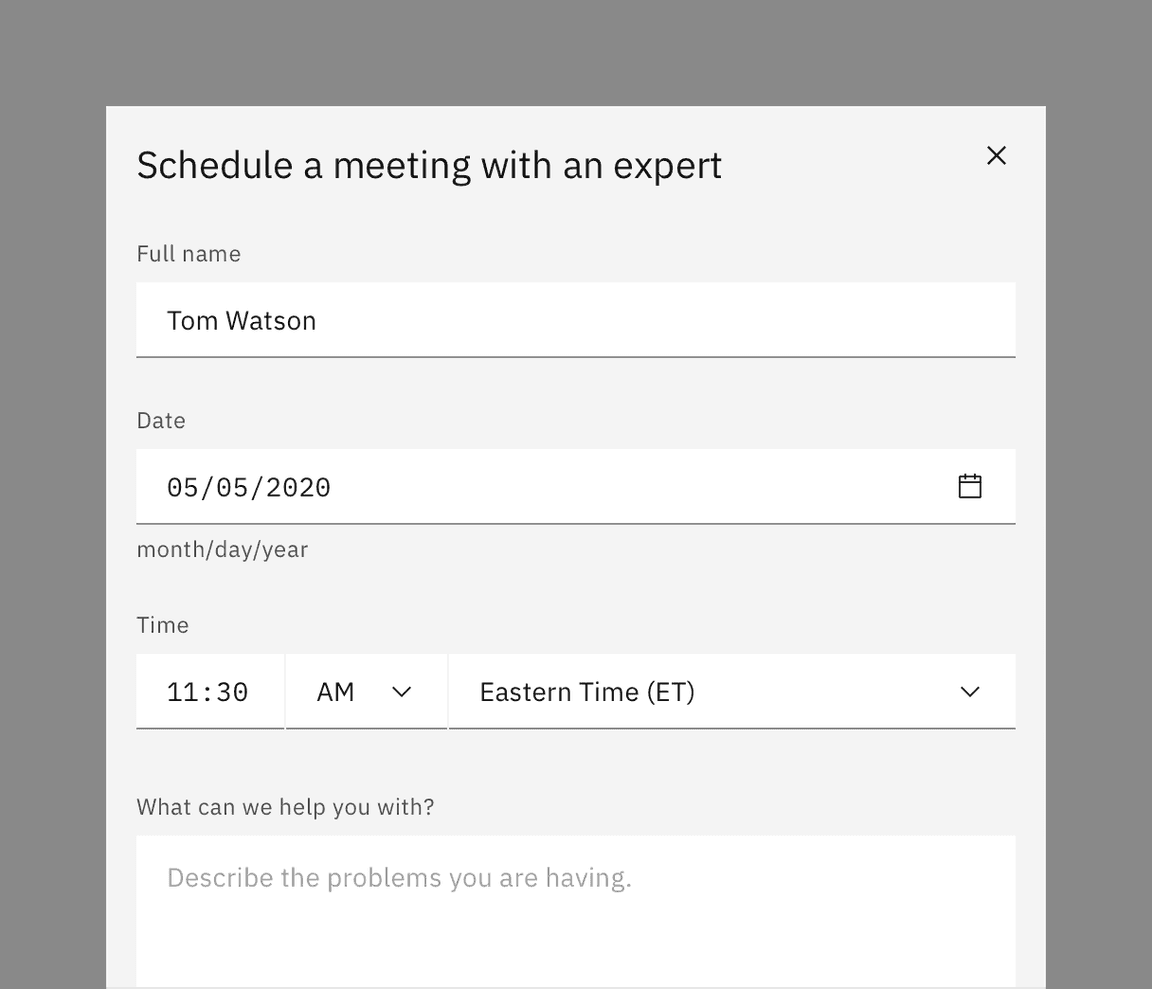 Schedule a meeting with an expert
Full name
Tom Watson
Date
05/05/2020
month/day/year
Time
11:30 AM Eastern Time (ET)
What can we help you with?
Describe the problems you are having.